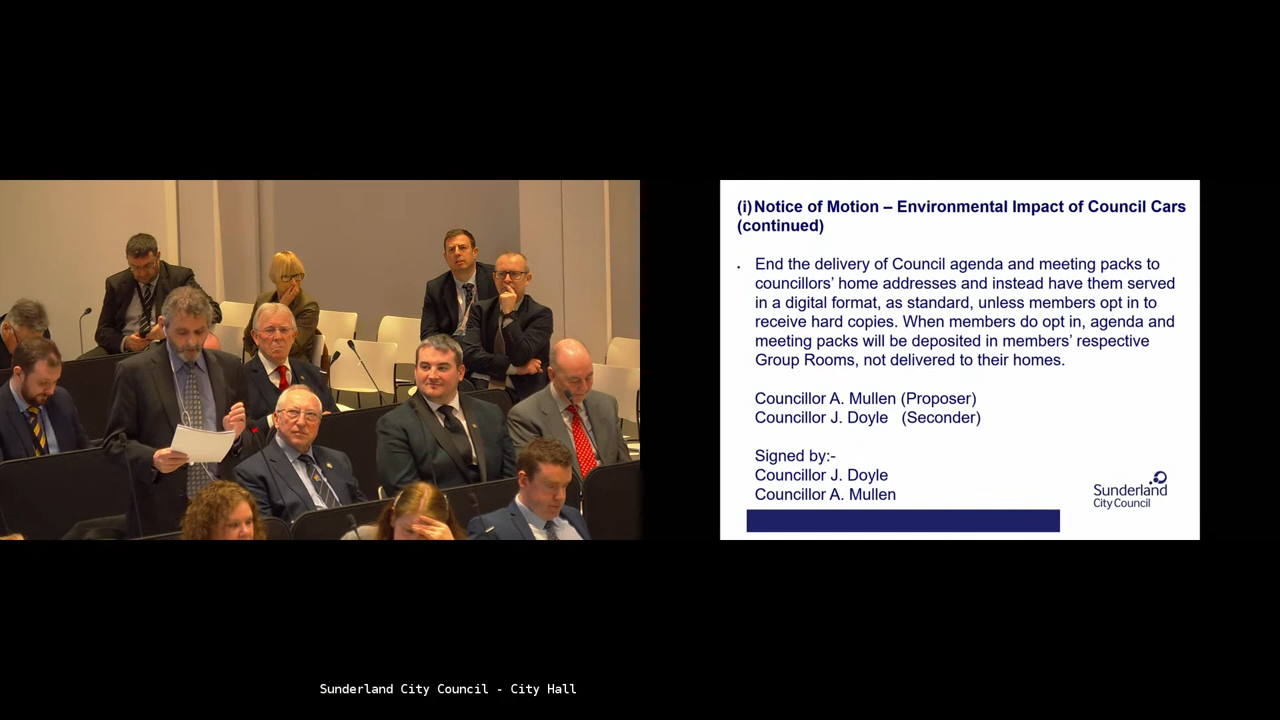 (i) Notice of Motion – Environmental Impact of Council Cars
(continued)
. End the delivery of Council agenda and meeting packs to
councillors' home addresses and instead have them served
in a digital format, as standard, unless members opt in to
receive hard copies. When members do opt in, agenda and
meeting packs will be deposited in members' respective
Group Rooms, not delivered to their homes.
Councillor A. Mullen (Proposer)
Councillor J. Doyle (Seconder)
Signed by:-
Councillor J. Doyle
Councillor A. Mullen
Sunderland
City Council
Sunderland City Council - City Hall